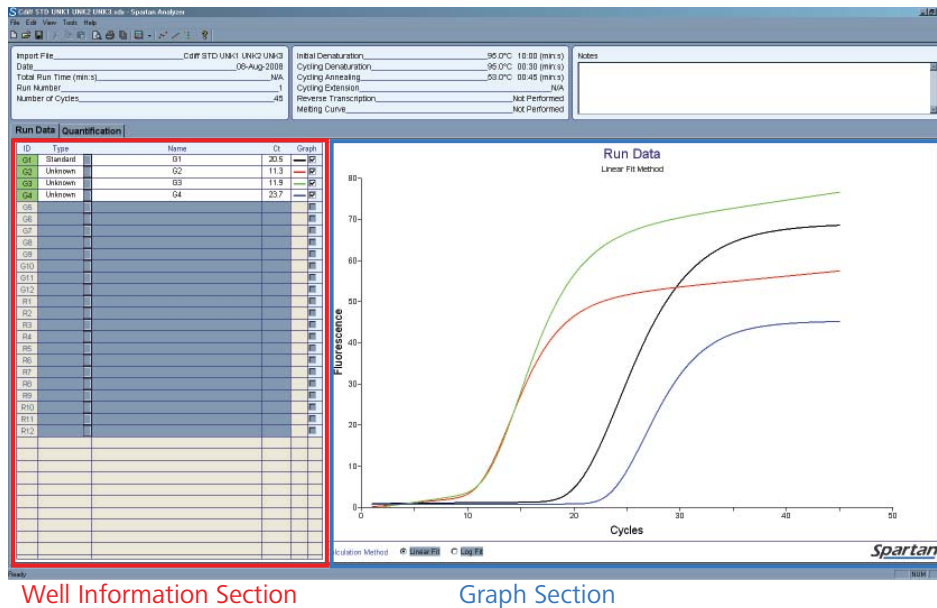 Cdiff STD UNK1 UNK2 UNK3.sdx - Spartan Analyzer
File Edit View Tools Help
Import File Cdiff STD UNK1 UNK2 UNK3
Date 06-Aug-2008
Total Run Time (min:s) N/A
Run Number 1
Number of Cycles 45
Initial Denaturation 95.0°C 10:00 (min:s)
Cycling Denaturation 95.0°C 00:30 (min:s)
Cycling Annealing 53.0°C 00:45 (min:s)
Cycling Extension N/A
Reverse Transcription Not Performed
Melting Curve Not Performed
Notes
Run Data Quantification
ID Type Name Ct Graph
G1 Standard G1 20.5
G2 Unknown G2 11.3
G3 Unknown G3 11.9
G4 Unknown G4 23.7
G5
G6
G7
G8
G9
G10
G11
G12
R1
R2
R3
R4
R5
R6
R7
R8
R9
R10
R11
R12
Run Data
Linear Fit Method
80
70
60
50
40
30
20
10
0
Fluorescence
0 10 20 30 40 50
Cycles
lculation Method Linear Fit Log Fit
Spartan
Ready
NUM
Well Information Section
Graph Section